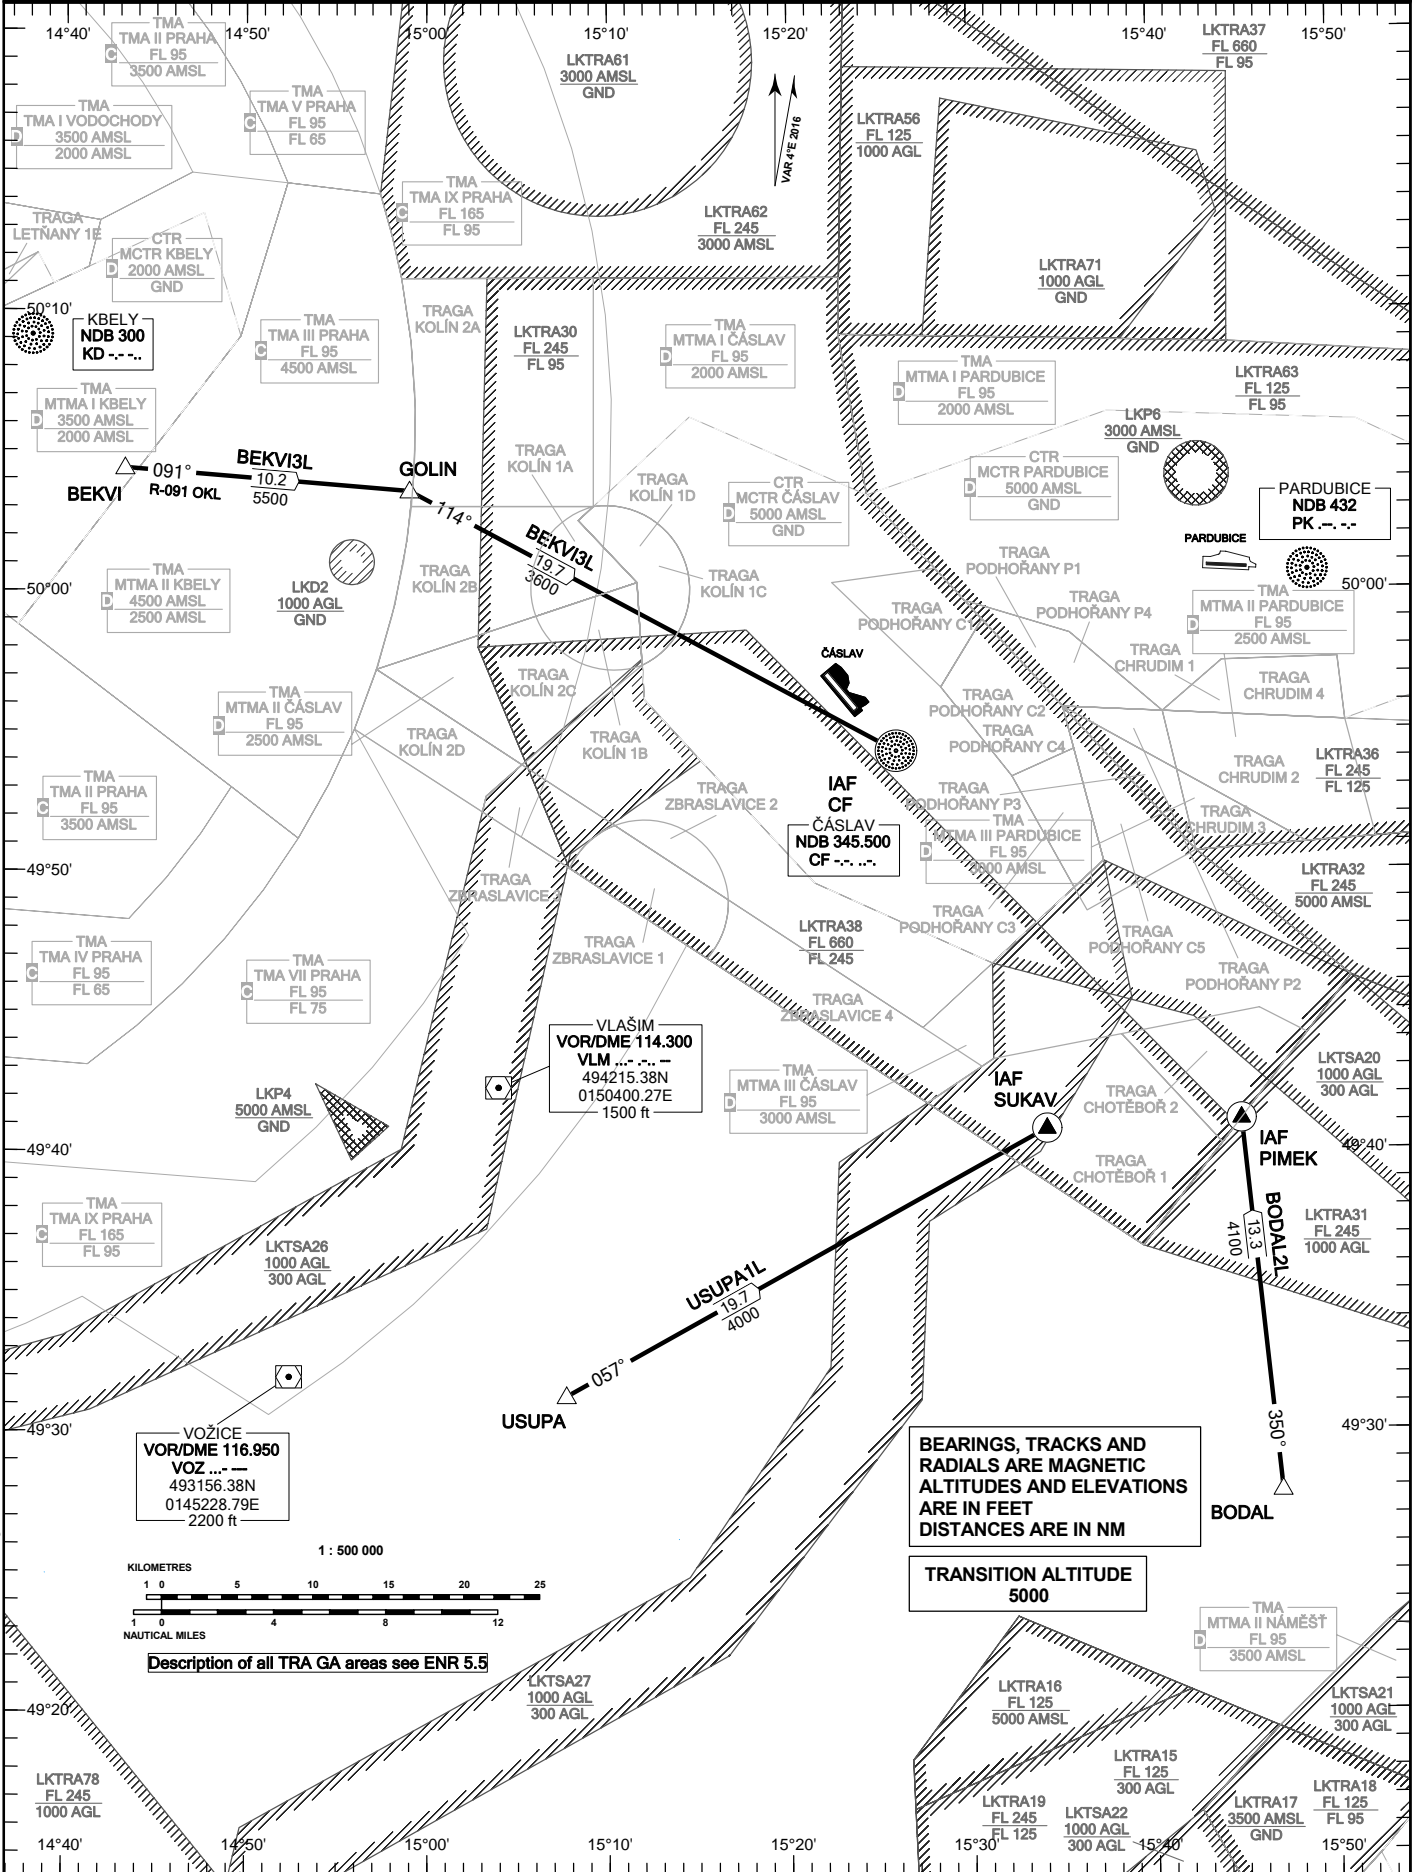 14°40'
14°50'
15°00'
15°10'
15°20'
15°40'
15°50'
TMA
TMA II PRAHA
C
FL 95
3500 AMSL
TMA
TMA V PRAHA
C
FL 95
FL 65
TMA
TMA I VODOCHODY
D
3500 AMSL
2000 AMSL
LKTRA61
3000 AMSL
GND
VAR 4°E 2016
LKTRA37
FL 660
FL 95
LKTRA56
FL 125
1000 AGL
TMA
TMA IX PRAHA
C
FL 165
FL 95
LKTRA62
FL 245
3000 AMSL
LKTRA71
1000 AGL
GND
TRAGA
LETŇANY 1E
CTR
MCTR KBELY
D
2000 AMSL
GND
50°10'
KBELY
NDB 300
KD -.- -..
TMA
TMA III PRAHA
C
FL 95
4500 AMSL
TRAGA
KOLÍN 2A
LKTRA30
FL 245
FL 95
TMA
MTMA I ČÁSLAV
D
FL 95
2000 AMSL
TMA
MTMA I PARDUBICE
D
FL 95
2000 AMSL
LKTRA63
FL 125
FL 95
TMA
MTMA I KBELY
D
3500 AMSL
2000 AMSL
LKP6
3000 AMSL
GND
BEKVI
091°
R-091 OKL
BEKVI3L
10.2
5500
GOLIN
114°
BEKVI3L
19.7
3600
TRAGA
KOLÍN 1A
TRAGA
KOLÍN 1D
CTR
MCTR ČÁSLAV
D
5000 AMSL
GND
CTR
MCTR PARDUBICE
D
5000 AMSL
GND
PARDUBICE
NDB 432
PK .--. -.-
PARDUBICE
TMA
MTMA II KBELY
D
4500 AMSL
2500 AMSL
50°00'
LKD2
1000 AGL
GND
TRAGA
KOLÍN 2B
TRAGA
KOLÍN 1C
TRAGA
PODHOŘANY P1
50°00'
TRAGA
PODHOŘANY C1
TRAGA
PODHOŘANY P4
TMA
MTMA II PARDUBICE
D
FL 95
2500 AMSL
ČÁSLAV
TRAGA
CHRUDIM 1
TRAGA
CHRUDIM 4
TRAGA
KOLÍN 2C
TMA
MTMA II ČÁSLAV
D
FL 95
2500 AMSL
TRAGA
KOLÍN 2D
TRAGA
KOLÍN 1B
TRAGA
PODHOŘANY C2
TRAGA
PODHOŘANY C4
TRAGA
CHRUDIM 2
LKTRA36
FL 245
FL 125
TMA
TMA II PRAHA
C
FL 95
3500 AMSL
TRAGA
ZBRASLAVICE 2
IAF
CF
ČÁSLAV
NDB 345.500
CF -.-. ..-.
TRAGA
PODHOŘANY P3
TMA
MTMA III PARDUBICE
D
FL 95
3000 AMSL
TRAGA
CHRUDIM 3
49°50'
TRAGA
ZBRASLAVICE 3
LKTRA32
FL 245
5000 AMSL
TMA
TMA IV PRAHA
C
FL 95
FL 65
TMA
TMA VII PRAHA
C
FL 95
FL 75
TRAGA
ZBRASLAVICE 1
LKTRA38
FL 660
FL 245
TRAGA
PODHOŘANY C3
TRAGA
PODHOŘANY C5
TRAGA
PODHOŘANY P2
TRAGA
ZBRASLAVICE 4
VLAŠIM
VOR/DME 114.300
VLM ...- .-.. --
494215.38N
0150400.27E
1500 ft
TMA
MTMA III ČÁSLAV
D
FL 95
3000 AMSL
LKTSA20
1000 AGL
300 AGL
LKP4
5000 AMSL
GND
IAF
SUKAV
TRAGA
CHOTĚBOŘ 2
49°40'
IAF
PIMEK
49°40'
TRAGA
CHOTĚBOŘ 1
TMA
TMA IX PRAHA
C
FL 165
FL 95
LKTSA26
1000 AGL
300 AGL
BODAL2L
13.3
4100
LKTRA31
FL 245
1000 AGL
USUPA1L
19.7
4000
057°
USUPA
350°
BODAL
49°30'
49°30'
VOŽICE
VOR/DME 116.950
VOZ ...- ---
493156.38N
0145228.79E
2200 ft
BEARINGS, TRACKS AND
RADIALS ARE MAGNETIC
ALTITUDES AND ELEVATIONS
ARE IN FEET
DISTANCES ARE IN NM
TRANSITION ALTITUDE
5000
1 : 500 000
KILOMETRES
1 0 5 10 15 20 25
1 0 4 8 12
NAUTICAL MILES
Description of all TRA GA areas see ENR 5.5
TMA
MTMA II NÁMĚŠŤ
D
FL 95
3500 AMSL
LKTSA27
1000 AGL
300 AGL
LKTRA16
FL 125
5000 AMSL
LKTSA21
1000 AGL
300 AGL
49°20'
LKTRA78
FL 245
1000 AGL
LKTRA15
FL 125
300 AGL
LKTRA19
FL 245
FL 125
LKTSA22
1000 AGL
300 AGL
LKTRA17
3500 AMSL
GND
LKTRA18
FL 125
FL 95
14°40'
14°50'
15°00'
15°10'
15°20'
15°30'
15°40'
15°50'